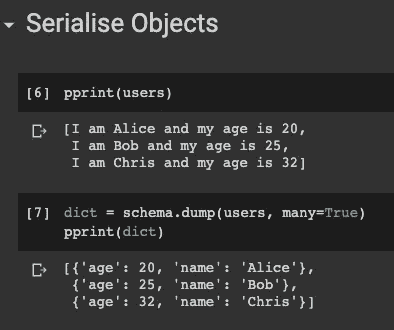 Serialise Objects
[6] pprint(users)
[I am Alice and my age is 20,
I am Bob and my age is 25,
I am Chris and my age is 32]
[7] dict = schema.dump(users, many=True)
pprint(dict)
[{'age': 20, 'name': 'Alice'},
{'age': 25, 'name': 'Bob'},
{'age': 32, 'name': 'Chris'}]